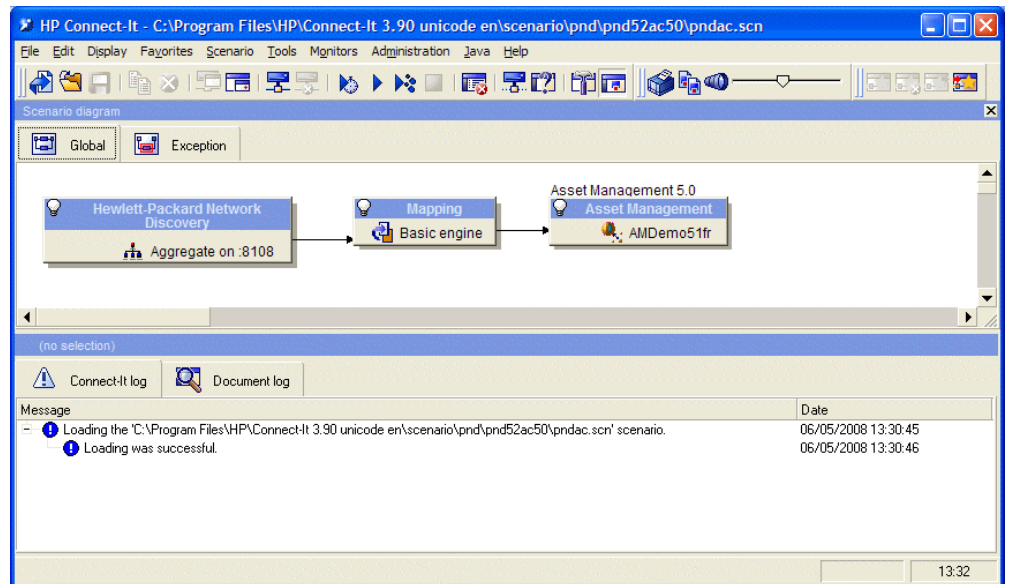 HP Connect-It - C:\Program Files\HP\Connect-It 3.90 unicode en\scenario\pnd\pnd52ac50\pndac.scn
File Edit Display Favorites Scenario Tools Monitors Administration Java Help
Scenario diagram
Global Exception
Asset Management 5.0
Hewlett-Packard Network Mapping Asset Management
Discovery
Basic engine AMDemo51fr
Aggregate on :8108
(no selection)
Connect-It log Document log
Message Date
Loading the 'C:\Program Files\HP\Connect-It 3.90 unicode en\scenario\pnd\pnd52ac50\pndac.scn' scenario. 06/05/2008 13:30:45
Loading was successful. 06/05/2008 13:30:46
13:32